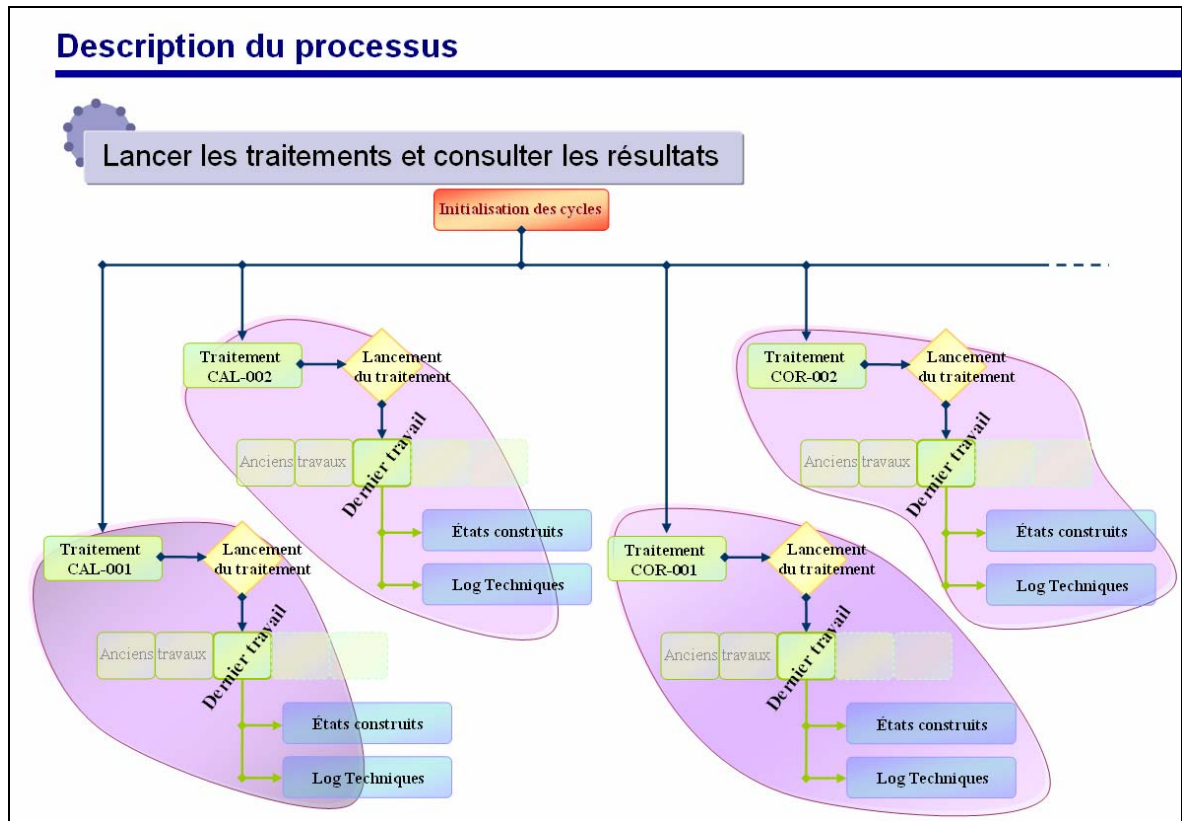 Description du processus
Lancer les traitements et consulter les résultats
Initialisation des cycles
Traitement
CAL-002
Lancement
du traitement
Anciens travaux
Dernier travail
États construits
Log Techniques
Traitement
COR-002
Lancement
du traitement
Anciens travaux
Dernier travail
États construits
Log Techniques
Traitement
CAL-001
Lancement
du traitement
Anciens travaux
Dernier travail
États construits
Log Techniques
Traitement
COR-001
Lancement
du traitement
Anciens travaux
Dernier travail
États construits
Log Techniques